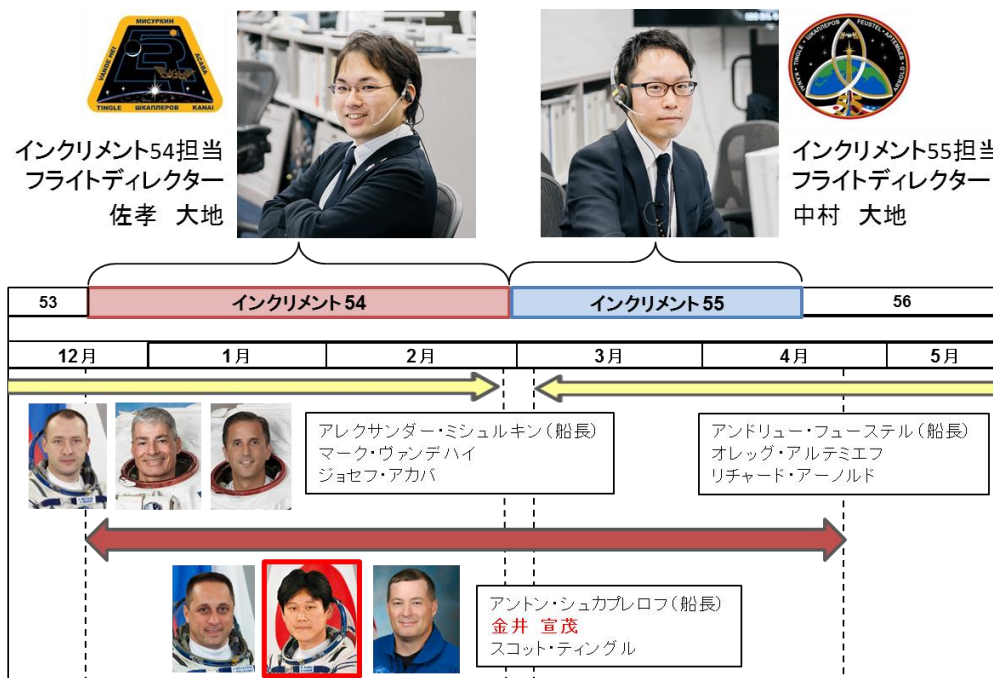 МИСУРКИН
VANDE HEI
ACABA
TINGLE ШКАПЛЕРОВ KANAI
KANAI TINGLE ШКАПЛЕРОВ FEUSTEL АРТЕМЬЕВ ARNOLD
55
インクリメント54担当
フライトディレクター
佐孝 大地
インクリメント55担当
フライトディレクター
中村 大地
53 インクリメント54 インクリメント55 56
12月 1月 2月 3月 4月 5月
アレクサンダー・ミシュルキン(船長)
マーク・ヴァンデハイ
ジョセフ・アカバ
アンドリュー・フューステル(船長)
オレッグ・アルテミエフ
リチャード・アーノルド
アントン・シュカプレロフ(船長)
金井 宣茂
スコット・ティングル